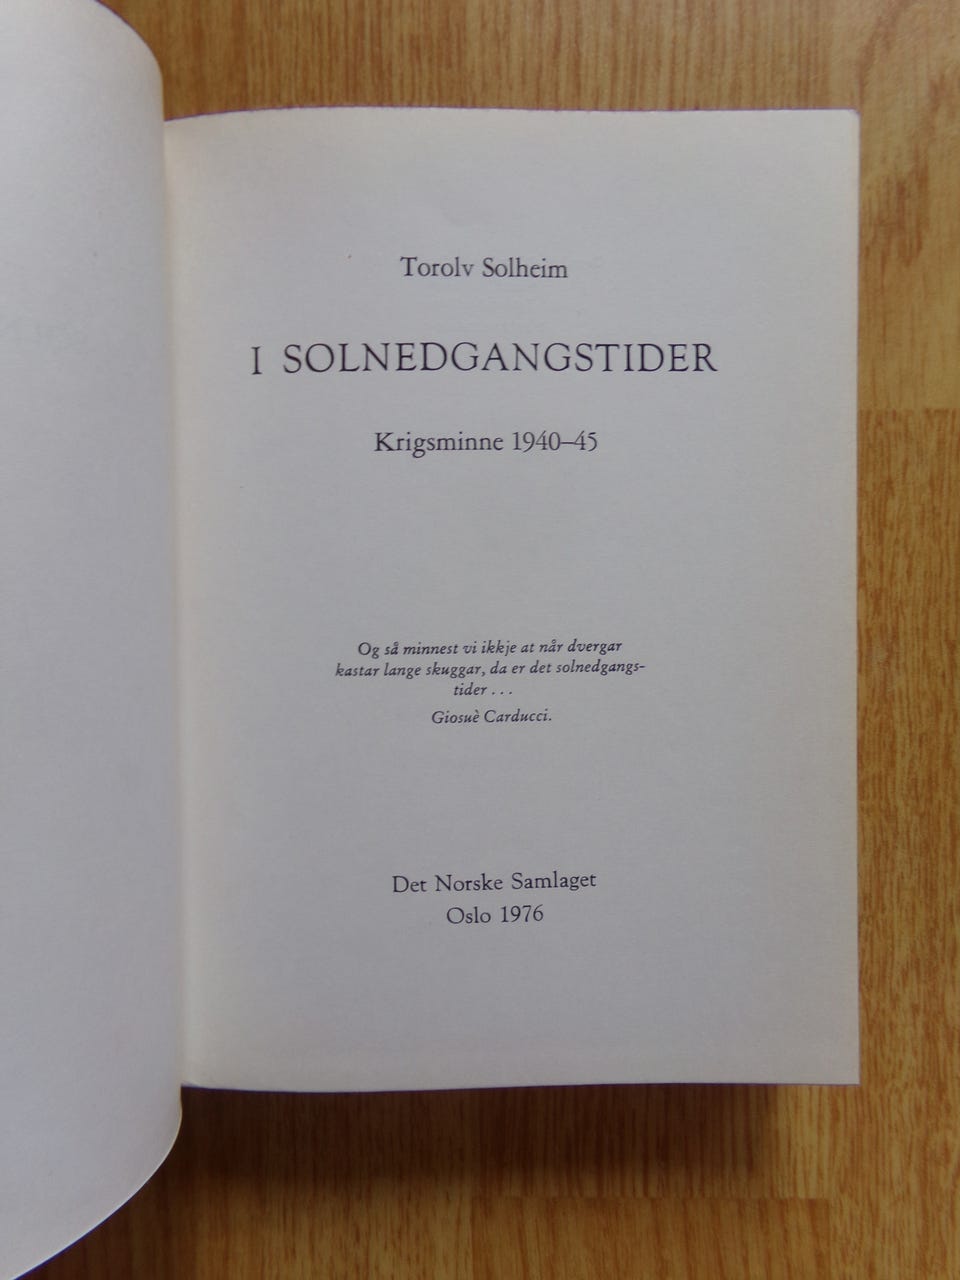 Torolv Solheim
I SOLNEDGANGSTIDER
Krigsminne 1940–45
Og så minnest vi ikkje at når dvergar
kastar lange skuggar, da er det solnedgangs-
tider . . .
Giosuè Carducci.
Det Norske Samlaget
Oslo 1976